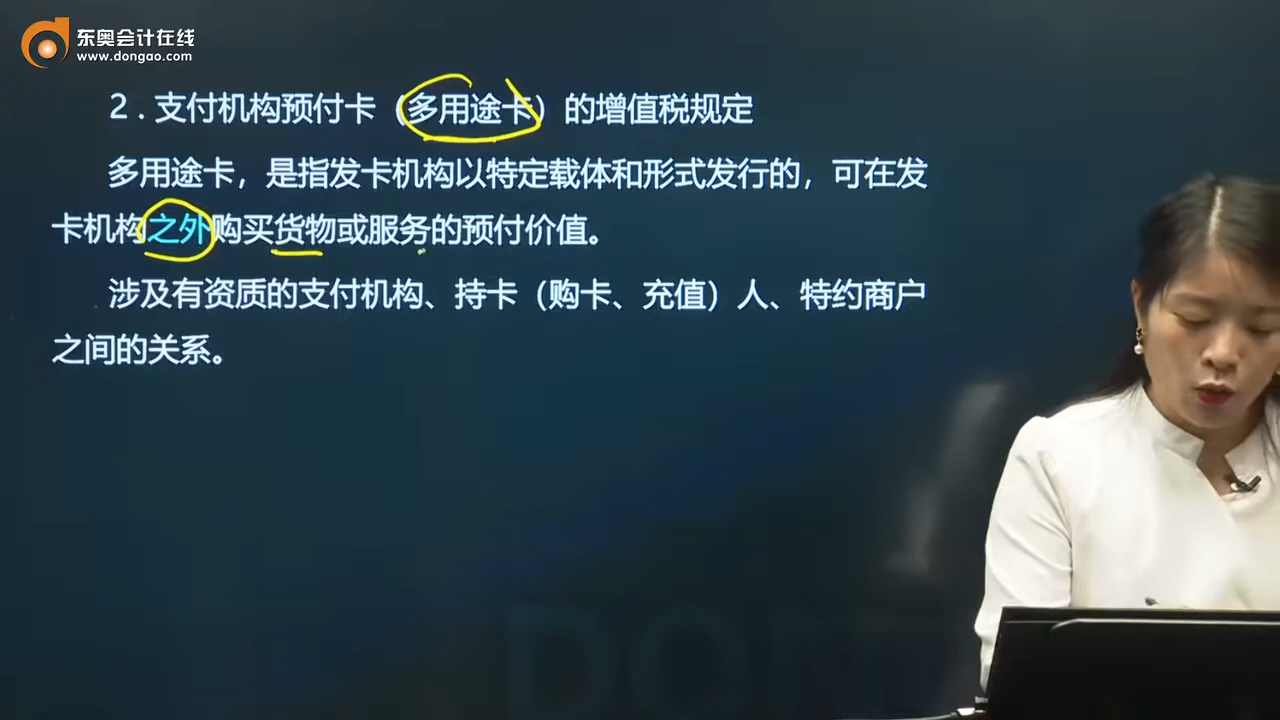 东奥会计在线
www.dongao.com
2．支付机构预付卡（多用途卡）的增值税规定
多用途卡，是指发卡机构以特定载体和形式发行的，可在发
卡机构之外购买货物或服务的预付价值。
涉及有资质的支付机构、持卡（购卡、充值）人、特约商户
之间的关系。
DON